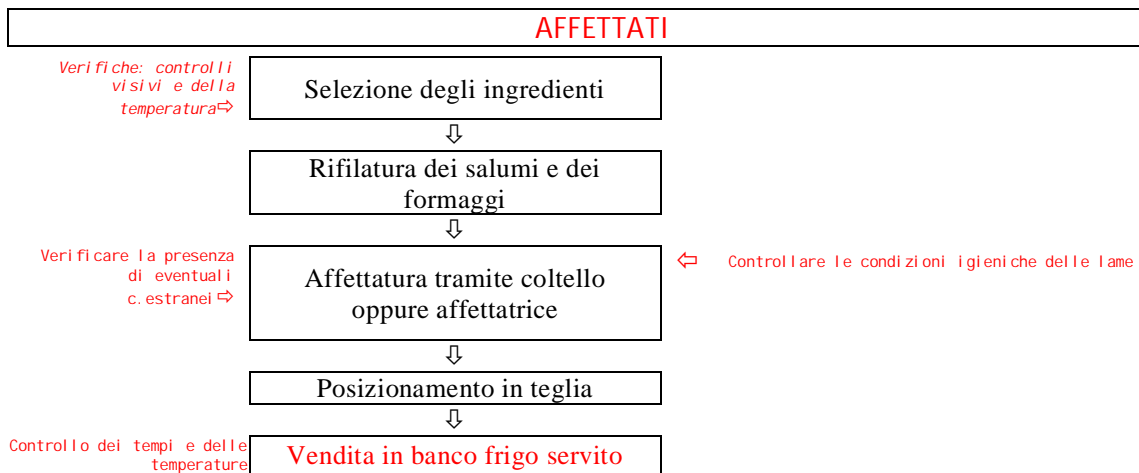 AFFETTATI
Verifiche: controlli
visivi e della
temperatura⇨
Selezione degli ingredienti
⇩
Rifilatura dei salumi e dei
formaggi
⇩
Verificare la presenza
di eventuali
c.estranei⇨
Affettatura tramite coltello
oppure affettatrice
⇦ Controllare le condizioni igieniche delle lame
⇩
Posizionamento in teglia
⇩
Controllo dei tempi e delle
temperature
Vendita in banco frigo servito